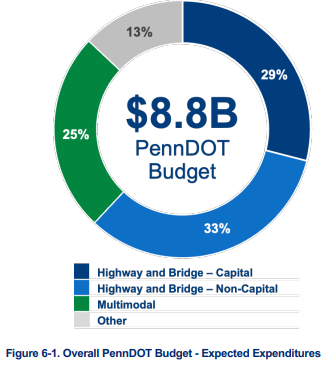 13%
29%
$8.8B
PennDOT
Budget
25%
33%
Highway and Bridge – Capital
Highway and Bridge – Non-Capital
Multimodal
Other
Figure 6-1. Overall PennDOT Budget - Expected Expenditures